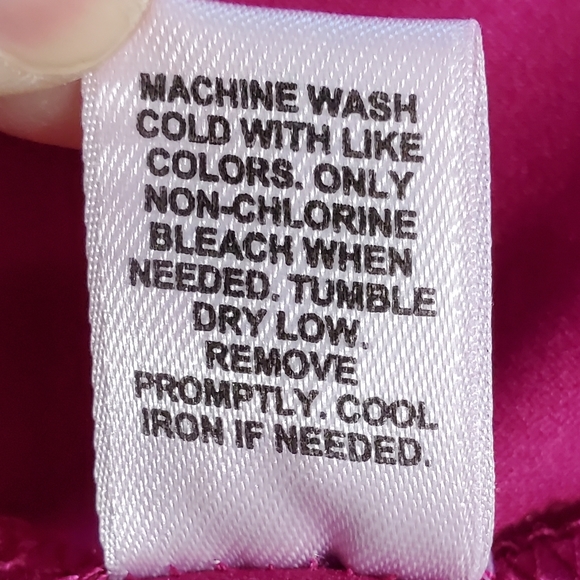 MACHINE WASH
COLD WITH LIKE
COLORS. ONLY
NON-CHLORINE
BLEACH WHEN
NEEDED. TUMBLE
DRY LOW.
REMOVE
PROMPTLY. COOL
IRON IF NEEDED.